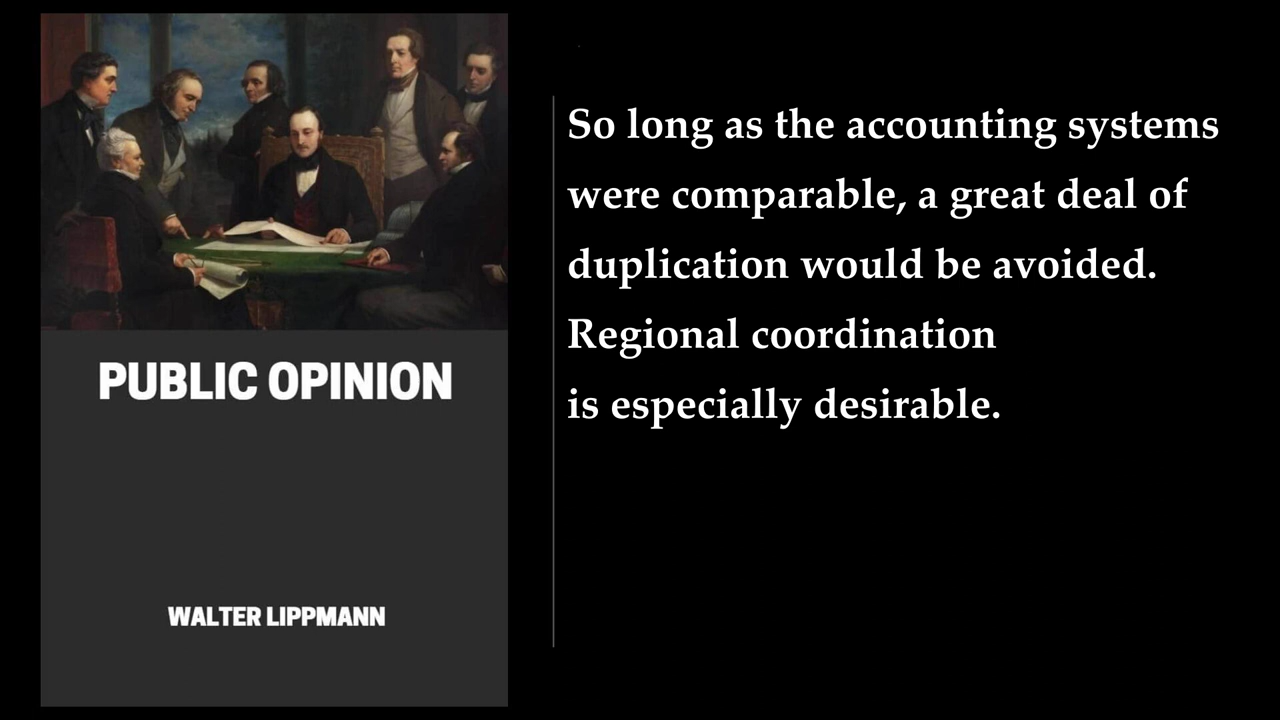 PUBLIC OPINION
WALTER LIPPMANN
So long as the accounting systems
were comparable, a great deal of
duplication would be avoided.
Regional coordination
is especially desirable.